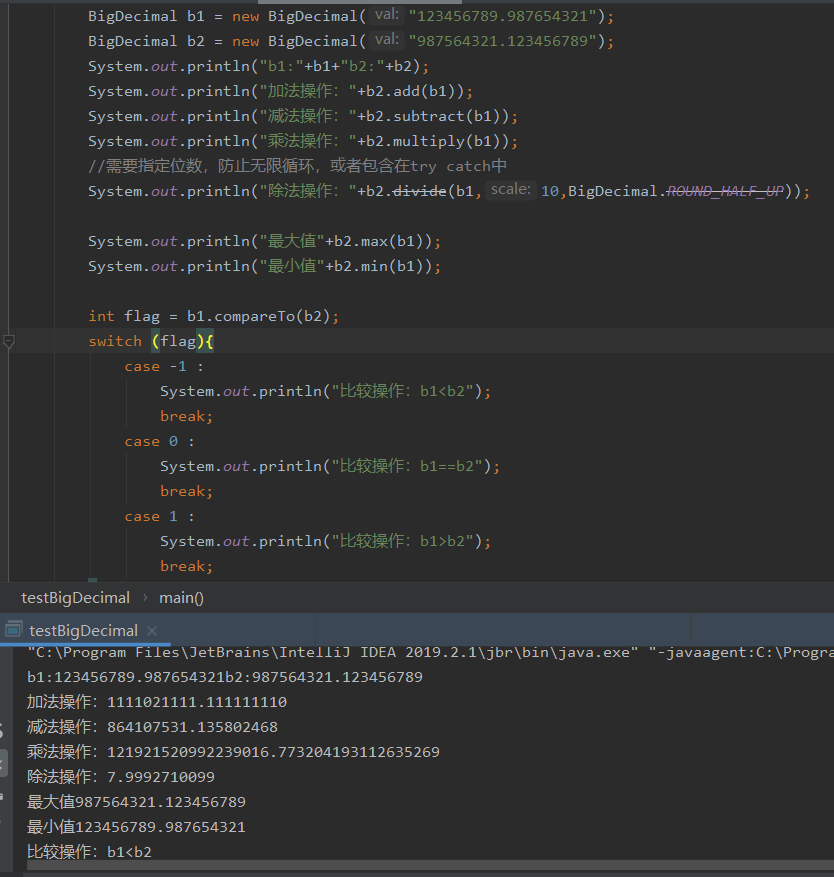 BigDecimal b1 = new BigDecimal( val: "123456789.987654321");
BigDecimal b2 = new BigDecimal( val: "987564321.123456789");
System.out.println("b1:"+b1+"b2:"+b2);
System.out.println("加法操作："+b2.add(b1));
System.out.println("减法操作："+b2.subtract(b1));
System.out.println("乘法操作："+b2.multiply(b1));
//需要指定位数，防止无限循环，或者包含在try catch中
System.out.println("除法操作："+b2.divide(b1, scale: 10,BigDecimal.ROUND_HALF_UP));
System.out.println("最大值"+b2.max(b1));
System.out.println("最小值"+b2.min(b1));
int flag = b1.compareTo(b2);
switch (flag){
case -1 :
System.out.println("比较操作：b1<b2");
break;
case 0 :
System.out.println("比较操作：b1==b2");
break;
case 1 :
System.out.println("比较操作：b1>b2");
break;
testBigDecimal › main()
testBigDecimal ×
"C:\Program Files\JetBrains\IntelliJ IDEA 2019.2.1\jbr\bin\java.exe" "-javaagent:C:\Progra
b1:123456789.987654321b2:987564321.123456789
加法操作：1111021111.111111110
减法操作：864107531.135802468
乘法操作：121921520992239016.773204193112635269
除法操作：7.9992710099
最大值987564321.123456789
最小值123456789.987654321
比较操作：b1<b2